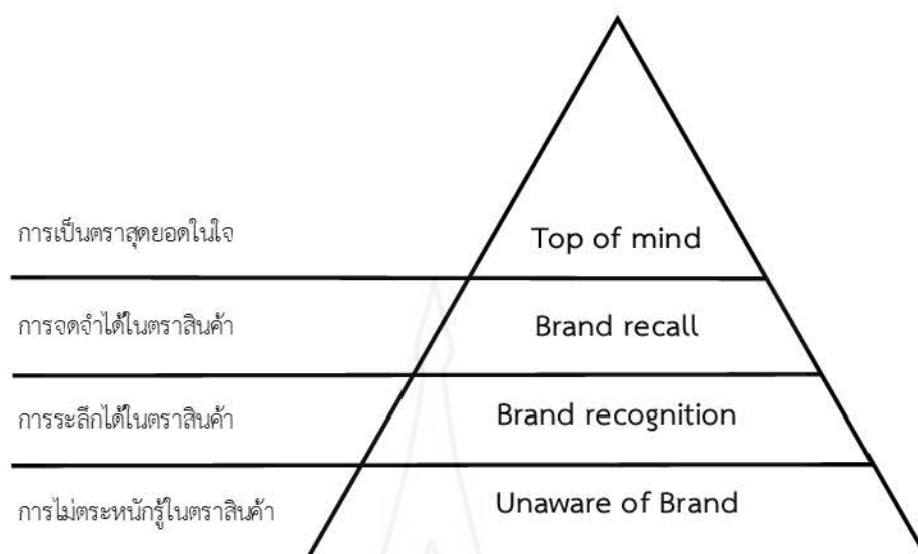 การเป็นตราสุดยอดในใจ
Top of mind
การจดจำได้ในตราสินค้า
Brand recall
การระลึกได้ในตราสินค้า
Brand recognition
การไม่ตระหนักรู้ในตราสินค้า
Unaware of Brand